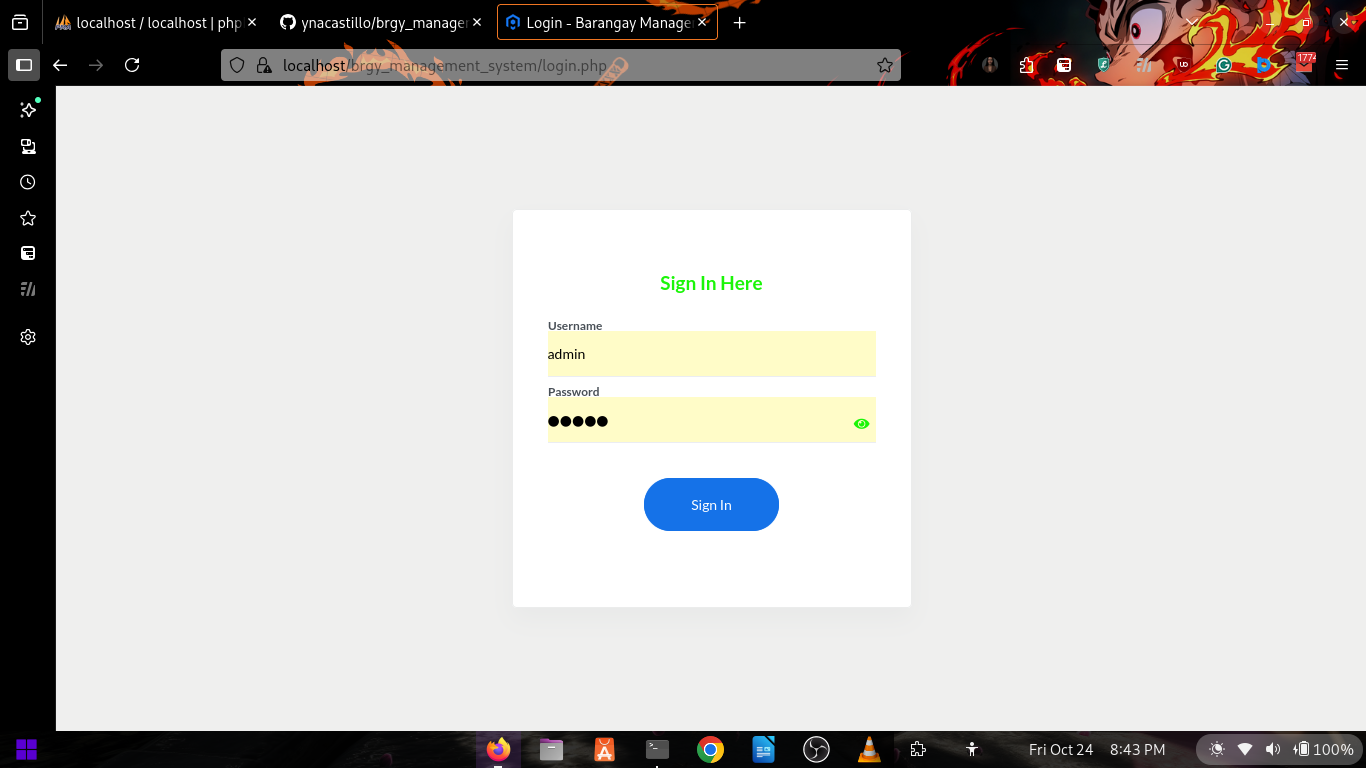 localhost / localhost | php
ynacastillo/brgy_manage
Login - Barangay Manage
localhost/brgy_management_system/login.php
1774
Sign In Here
Username
admin
Password
Sign In
Fri Oct 24 8:43 PM
100%